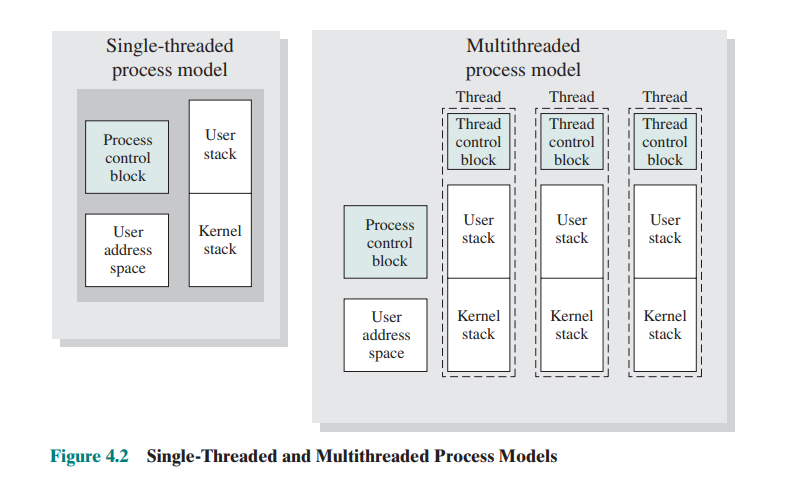 Single-threaded
process model
Process
control
block
User
stack
User
address
space
Kernel
stack
Multithreaded
process model
Thread
Thread
Thread
Thread
control
block
Thread
control
block
Thread
control
block
Process
control
block
User
stack
User
stack
User
stack
User
address
space
Kernel
stack
Kernel
stack
Kernel
stack
Figure 4.2 Single-Threaded and Multithreaded Process Models